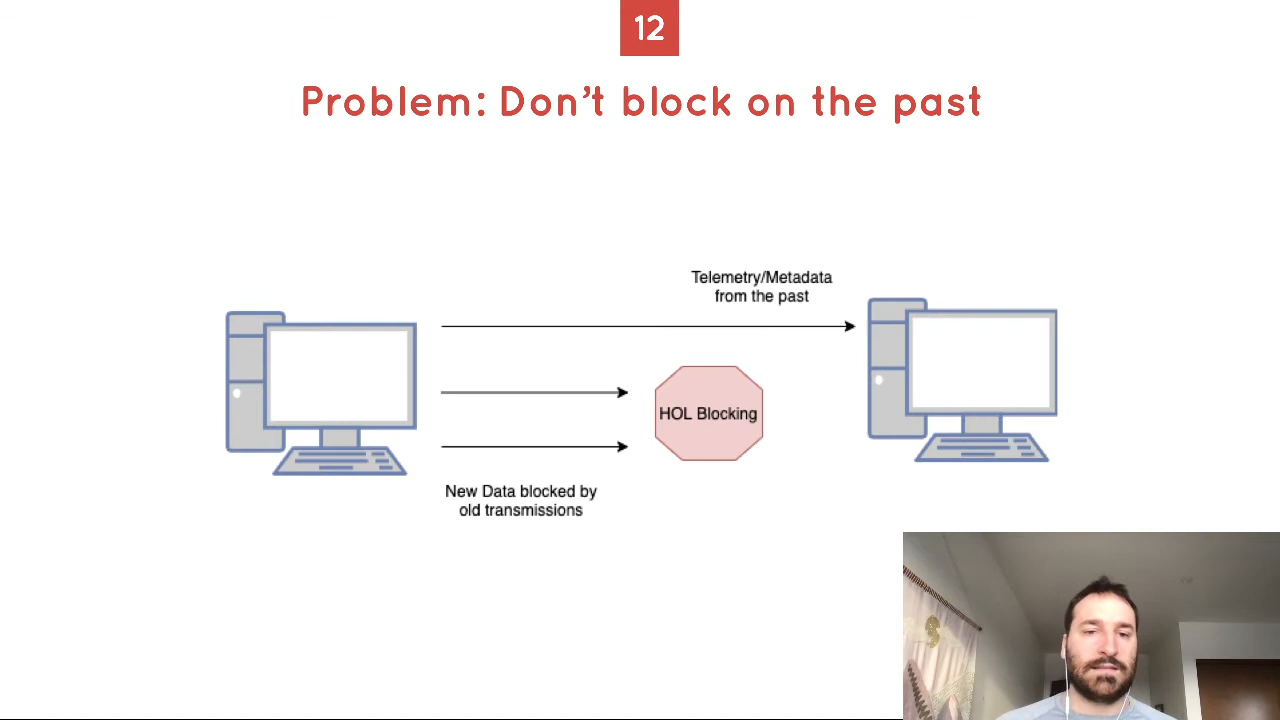 12
Problem: Don't block on the past
Telemetry/Metadata
from the past
HOL Blocking
New Data blocked by
old transmissions